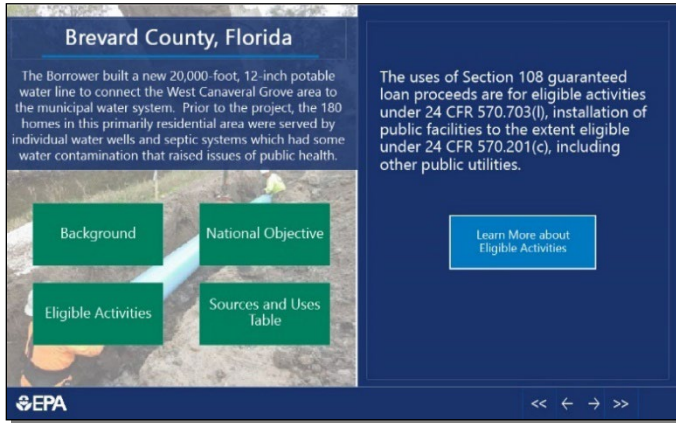 Brevard County, Florida
The Borrower built a new 20,000-foot, 12-inch potable
water line to connect the West Canaveral Grove area to
the municipal water system. Prior to the project, the 180
homes in this primarily residential area were served by
individual water wells and septic systems which had some
water contamination that raised issues of public health.
Background
National Objective
Eligible Activities
Sources and Uses
Table
The uses of Section 108 guaranteed
loan proceeds are for eligible activities
under 24 CFR 570.703(l), installation of
public facilities to the extent eligible
under 24 CFR 570.201(c), including
other public utilities.
Learn More about
Eligible Activities
EPA
<< ← → >>